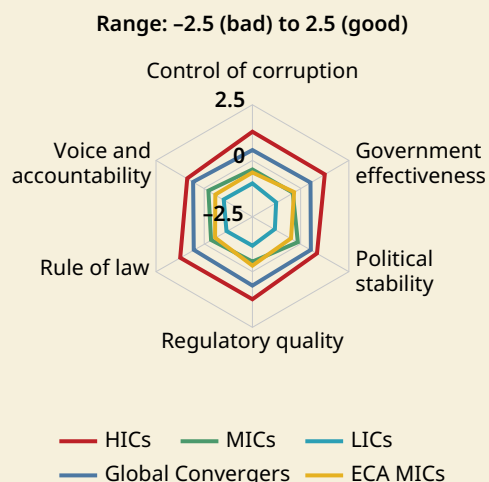 Range: –2.5 (bad) to 2.5 (good)
Control of corruption
2.5
0
–2.5
Government
effectiveness
Political
stability
Regulatory quality
Rule of law
Voice and
accountability
HICs MICs LICs
Global Convergers ECA MICs